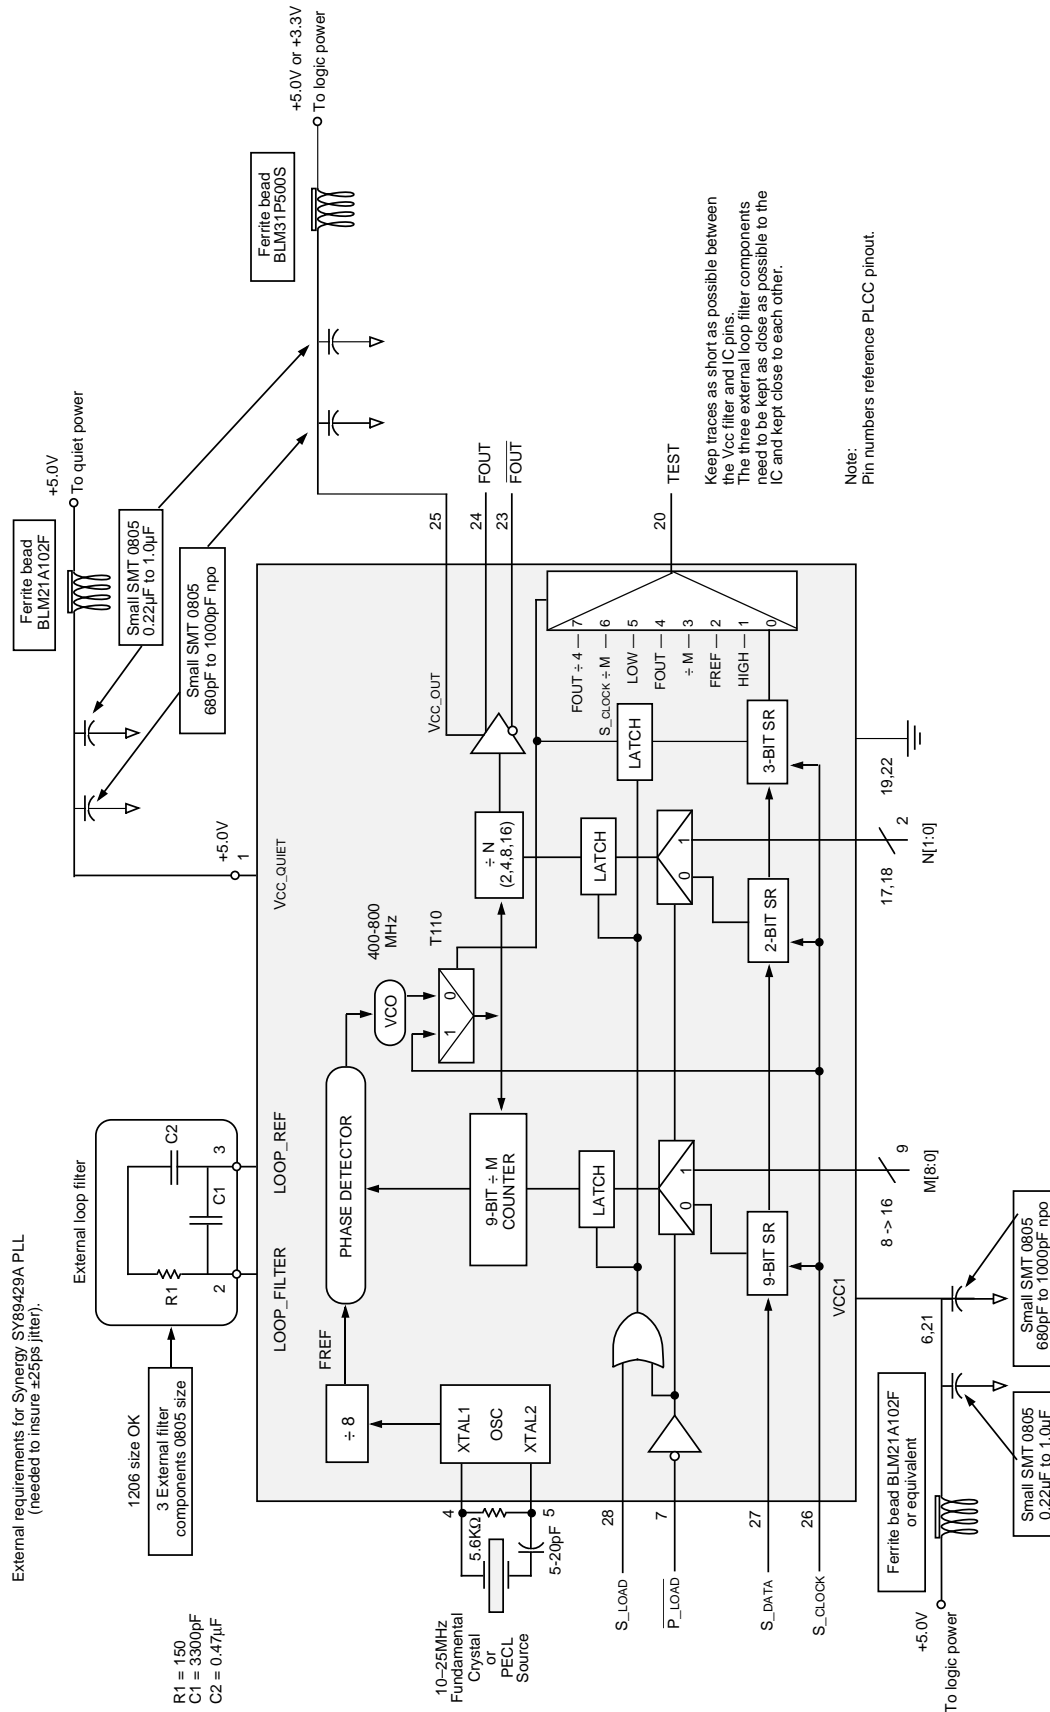 External requirements for Synergy SY89429A PLL
(needed to insure ±25ps jitter).
R1 = 150
C1 = 3300pF
C2 = 0.47µF
1206 size OK
3 External filter
components 0805 size
External loop filter
R1
C1
C2
2
3
LOOP_FILTER
LOOP_REF
Ferrite bead
BLM21A102F
+5.0V
To quiet power
Small SMT 0805
0.22µF to 1.0µF
Small SMT 0805
680pF to 1000pF npo
+5.0V
1
VCC_QUIET
Ferrite bead
BLM31P500S
+5.0V or +3.3V
To logic power
10–25MHz
Fundamental
Crystal
or
PECL
Source
5.6KΩ
5-20pF
4
5
XTAL1
OSC
XTAL2
÷ 8
FREF
PHASE DETECTOR
VCO
400-800
MHz
T110
1
0
9-BIT ÷ M
COUNTER
÷ N
(2,4,8,16)
VCC_OUT
25
24
FOUT
23
FOUT
LATCH
LATCH
LATCH
0
1
0
1
FOUT ÷ 4 — 7
S_CLOCK ÷ M — 6
LOW — 5
FOUT — 4
÷ M — 3
FREF — 2
HIGH — 1
0
20
TEST
S_LOAD
28
P_LOAD
7
S_DATA
27
S_CLOCK
26
9-BIT SR
2-BIT SR
3-BIT SR
VCC1
6,21
8 -> 16
9
M[8:0]
17,18
2
N[1:0]
19,22
Keep traces as short as possible between
the Vcc filter and IC pins.
The three external loop filter components
need to be kept as close as possible to the
IC and kept close to each other.
Note:
Pin numbers reference PLCC pinout.
+5.0V
To logic power
Ferrite bead BLM21A102F
or equivalent
Small SMT 0805
0.22µF to 1.0µF
Small SMT 0805
680pF to 1000pF npo